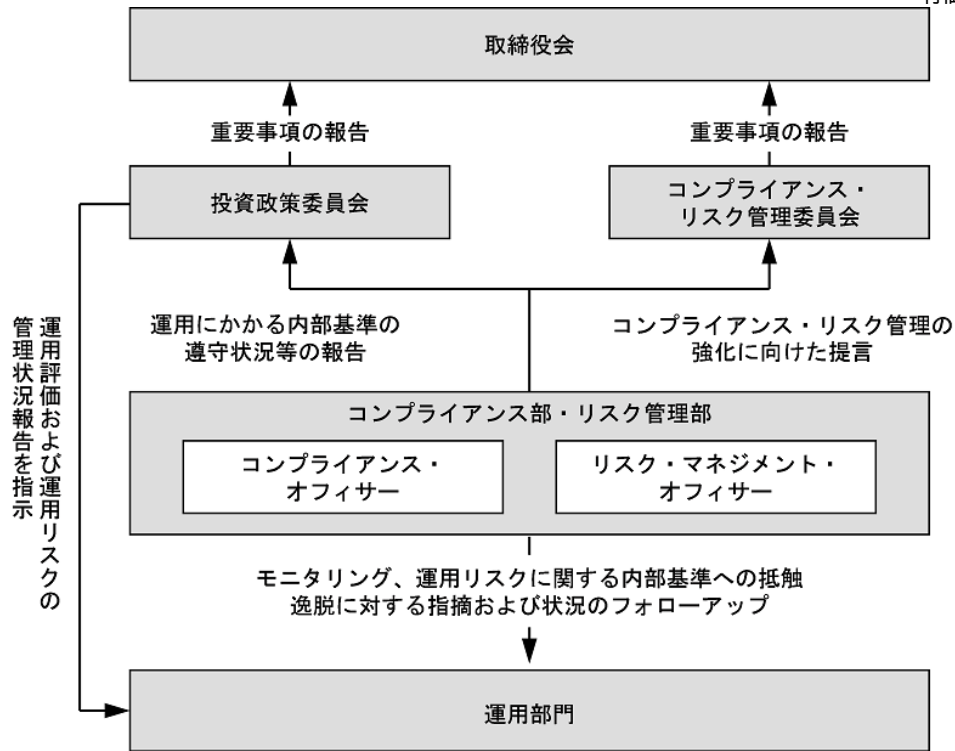 取締役会
重要事項の報告
重要事項の報告
投資政策委員会
コンプライアンス・
リスク管理委員会
運用にかかる内部基準の
遵守状況等の報告
コンプライアンス・リスク管理の
強化に向けた提言
運用評価および運用リスクの
管理状況報告を指示
コンプライアンス部・リスク管理部
コンプライアンス・
オフィサー
リスク・マネジメント・
オフィサー
モニタリング、運用リスクに関する内部基準への抵触
逸脱に対する指摘および状況のフォローアップ
運用部門